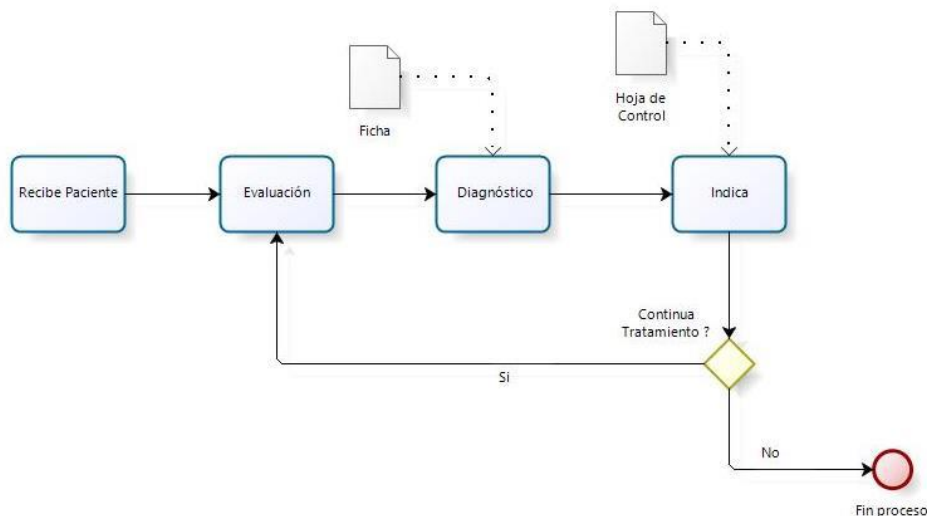 Ficha
Hoja de
Control
Recibe Paciente
Evaluación
Diagnóstico
Indica
Continua
Tratamiento ?
Si
No
Fin proceso